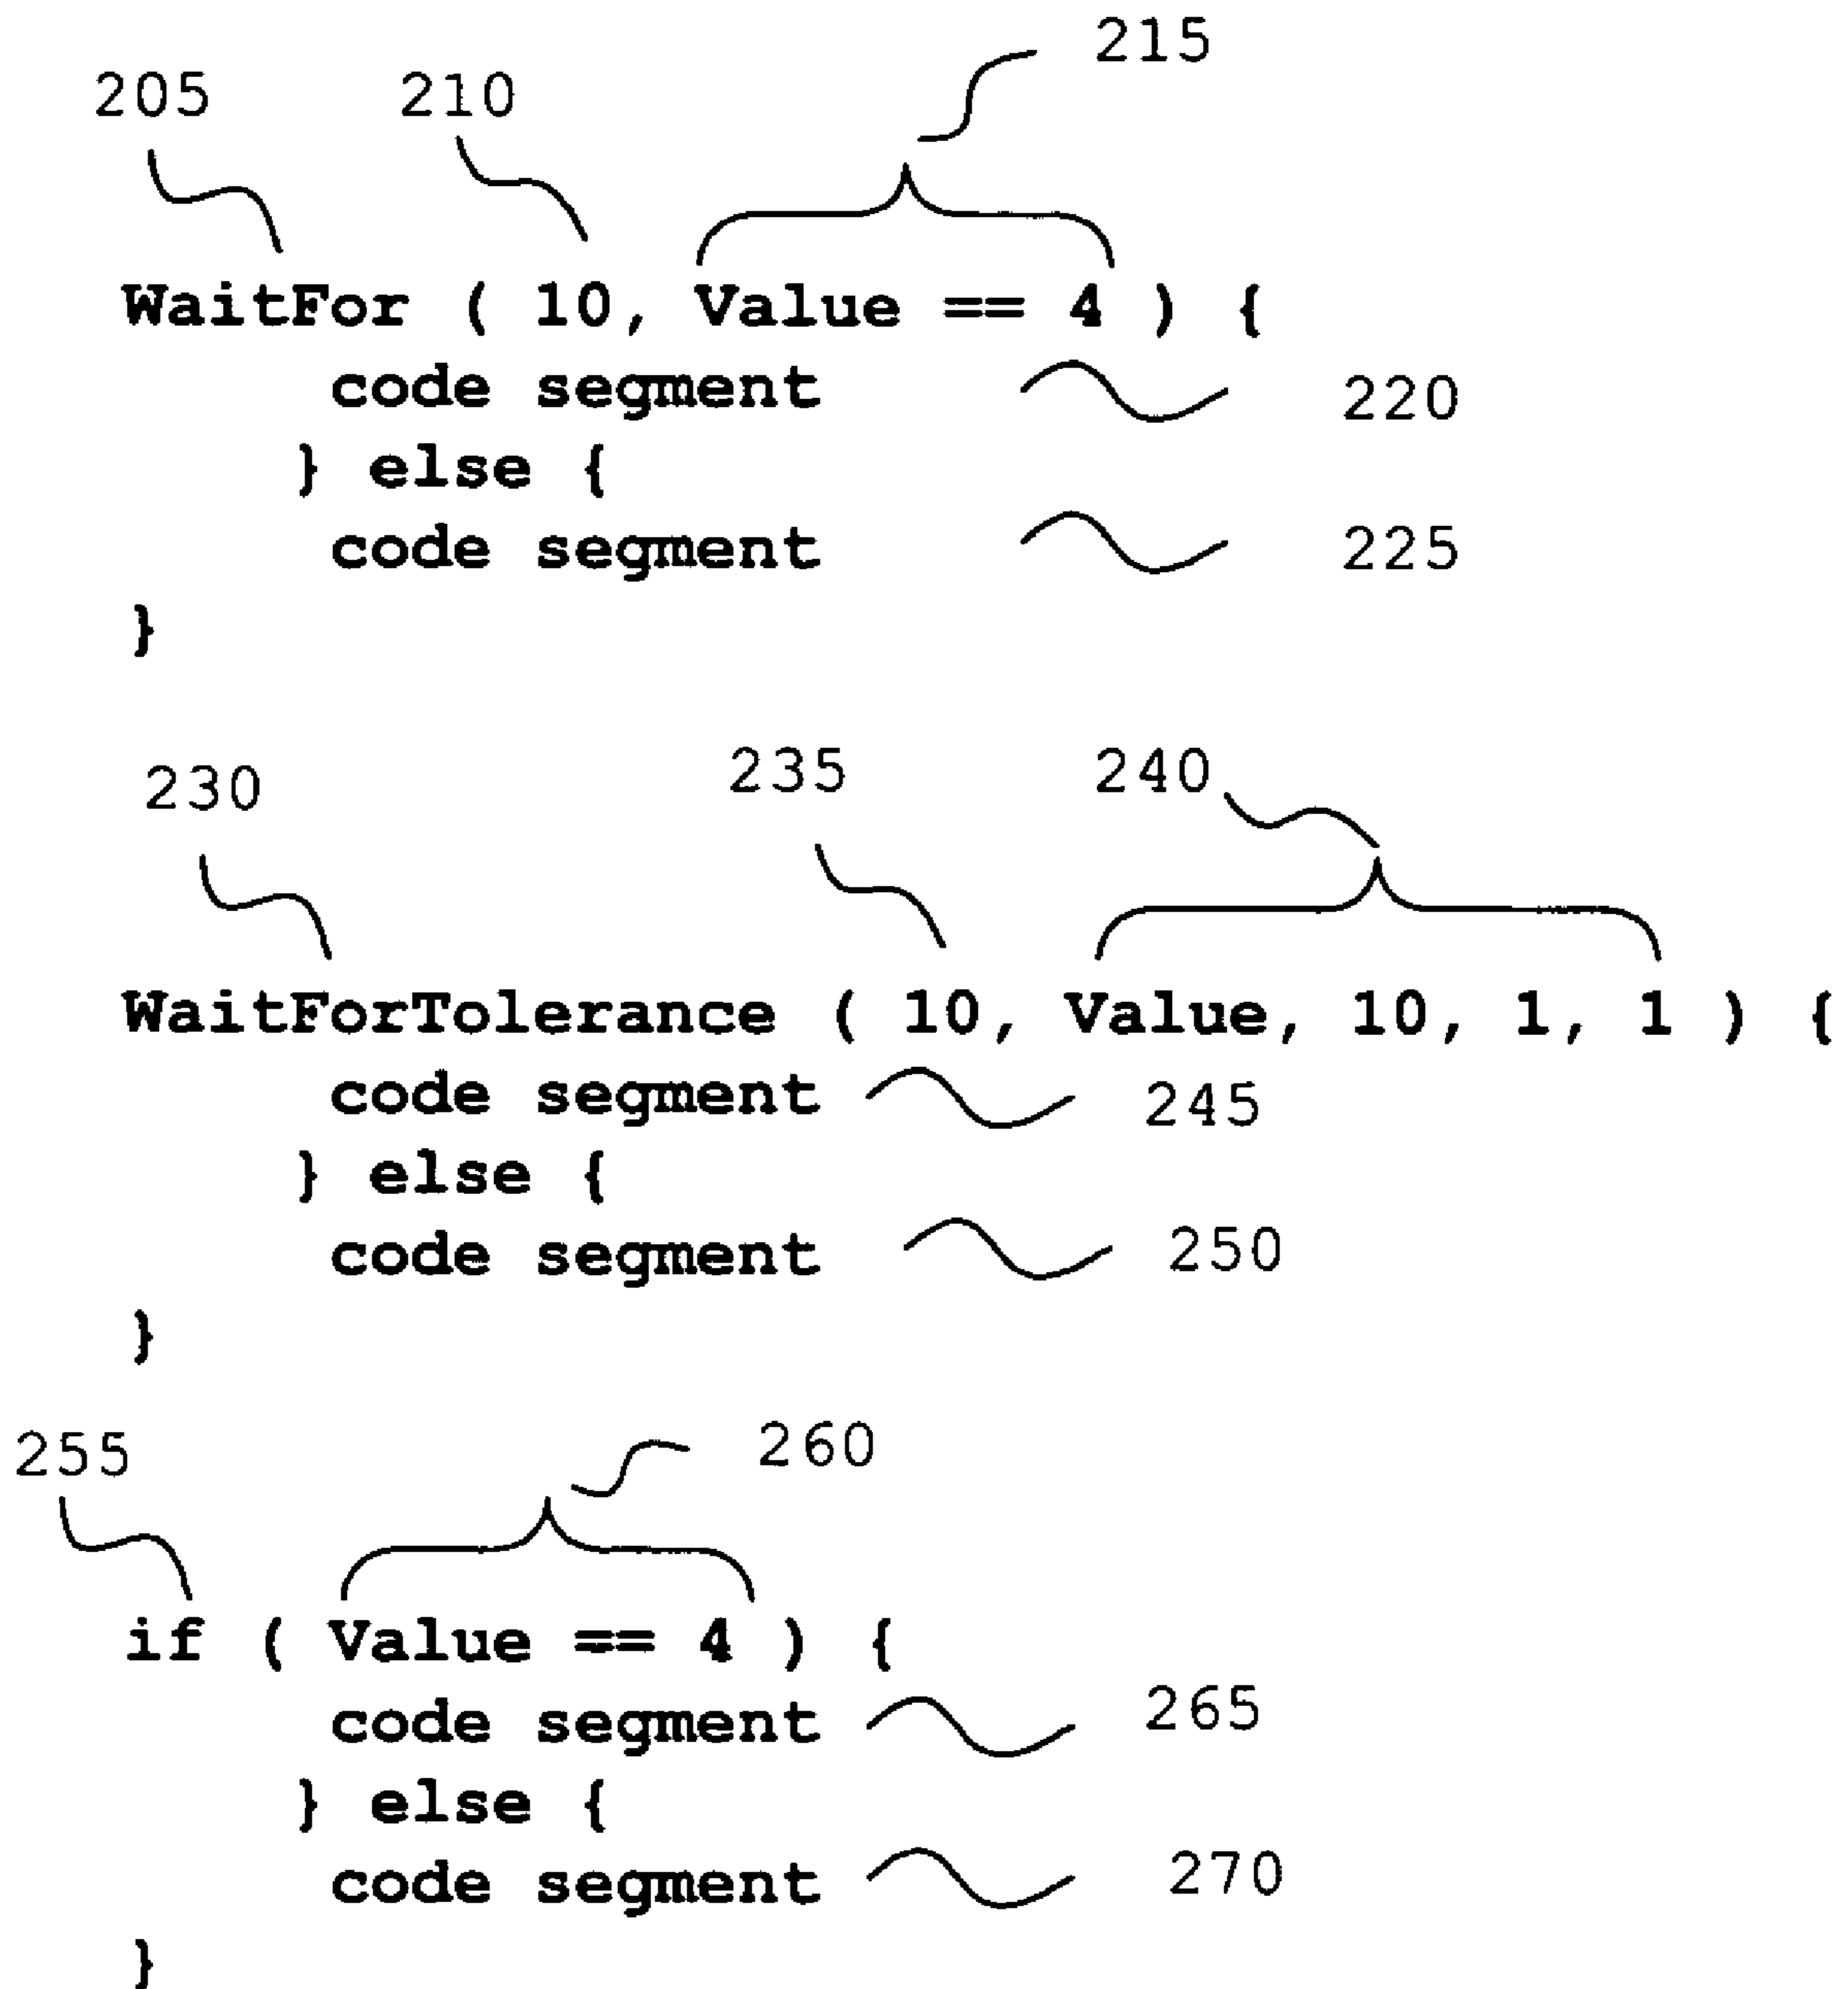 215
205 210
WaitFor ( 10, Value == 4 ) {
code segment 220
} else {
code segment 225
}
230 235 240
WaitForTolerance ( 10, Value, 10, 1, 1 ) {
code segment 245
} else {
code segment 250
}
255 260
if ( Value == 4 ) {
code segment 265
} else {
code segment 270
}